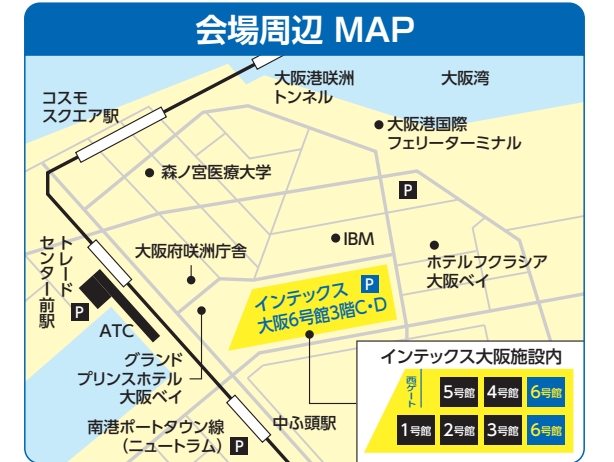 会場周辺 MAP
大阪港咲洲
トンネル
大阪湾
コスモ
スクエア駅
大阪港国際
フェリーターミナル
森ノ宮医療大学
P
トレード
センター前駅
大阪府咲洲庁舎
IBM
ホテルフクラシア
大阪ベイ
インテックス P
大阪6号館3階C・D
P
ATC
グランド
プリンスホテル
大阪ベイ
南港ポートタウン線
（ニュートラム） P
中ふ頭駅
インテックス大阪施設内
西ゲート
5号館 4号館 6号館
1号館 2号館 3号館 6号館